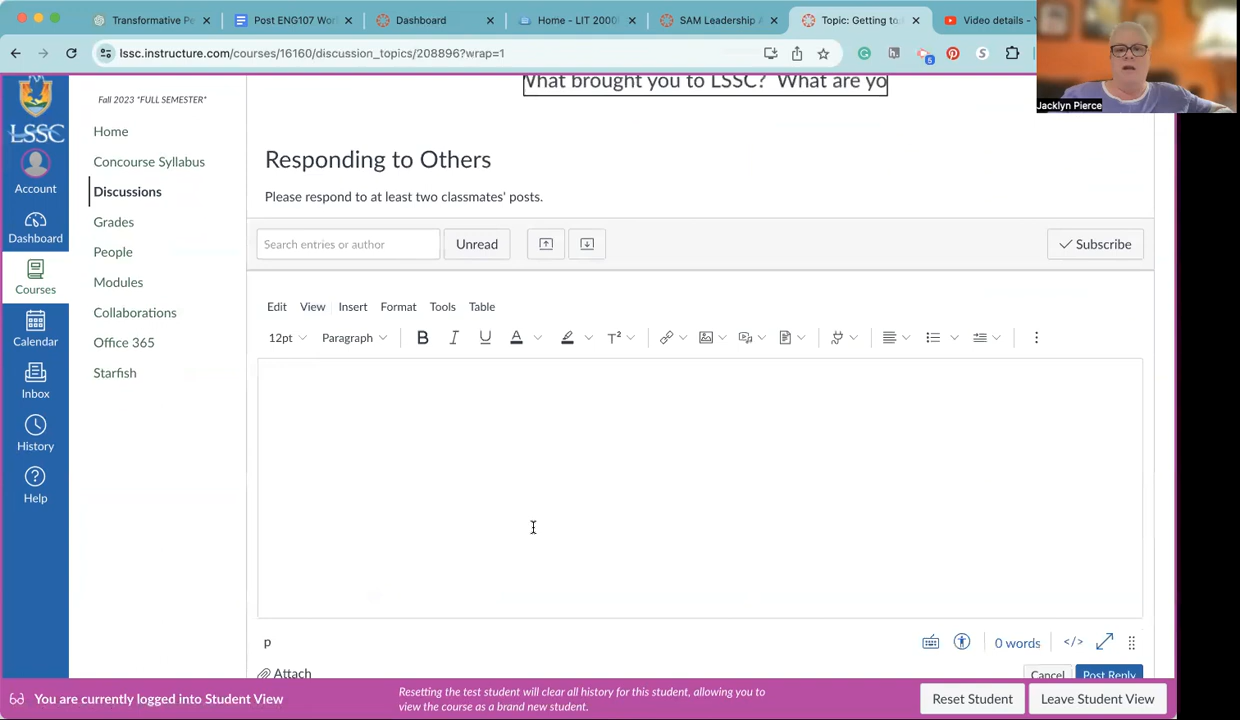 Transformative Pe
Post ENG107 Wor
Dashboard
Home - LIT 2000
SAM Leadership A
Topic: Getting to
Video details - Y
lssc.instructure.com/courses/16160/discussion_topics/208896?wrap=1
5
Jacklyn Pierce
LSSC
Account
Dashboard
Courses
Calendar
Inbox
History
Help
Fall 2023 *FULL SEMESTER*
Home
Concourse Syllabus
Discussions
Grades
People
Modules
Collaborations
Office 365
Starfish
What brought you to LSSC? What are yo
Responding to Others
Please respond to at least two classmates' posts.
Search entries or author
Unread
Subscribe
Edit View Insert Format Tools Table
12pt Paragraph B I U A T²
p
0 words </>
Attach
Cancel
Post Reply
You are currently logged into Student View
Resetting the test student will clear all history for this student, allowing you to
view the course as a brand new student.
Reset Student
Leave Student View